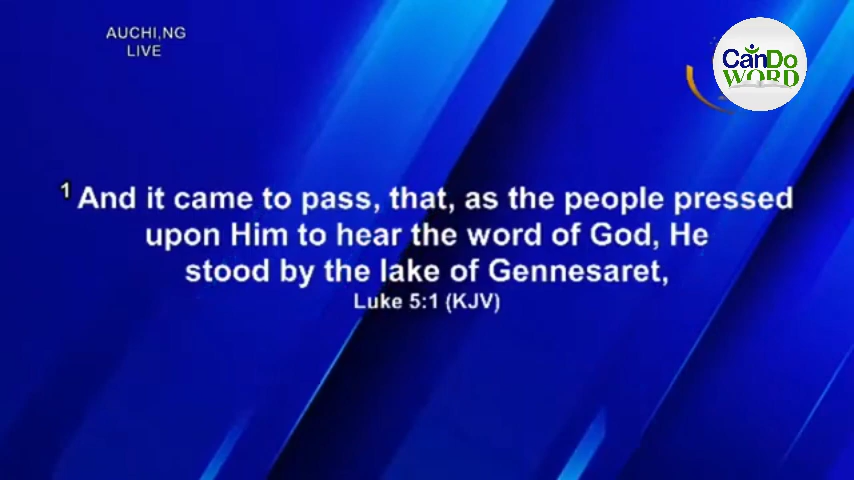 AUCHI,NG
LIVE
CanDo
WORD
1 And it came to pass, that, as the people pressed
upon Him to hear the word of God, He
stood by the lake of Gennesaret,
Luke 5:1 (KJV)